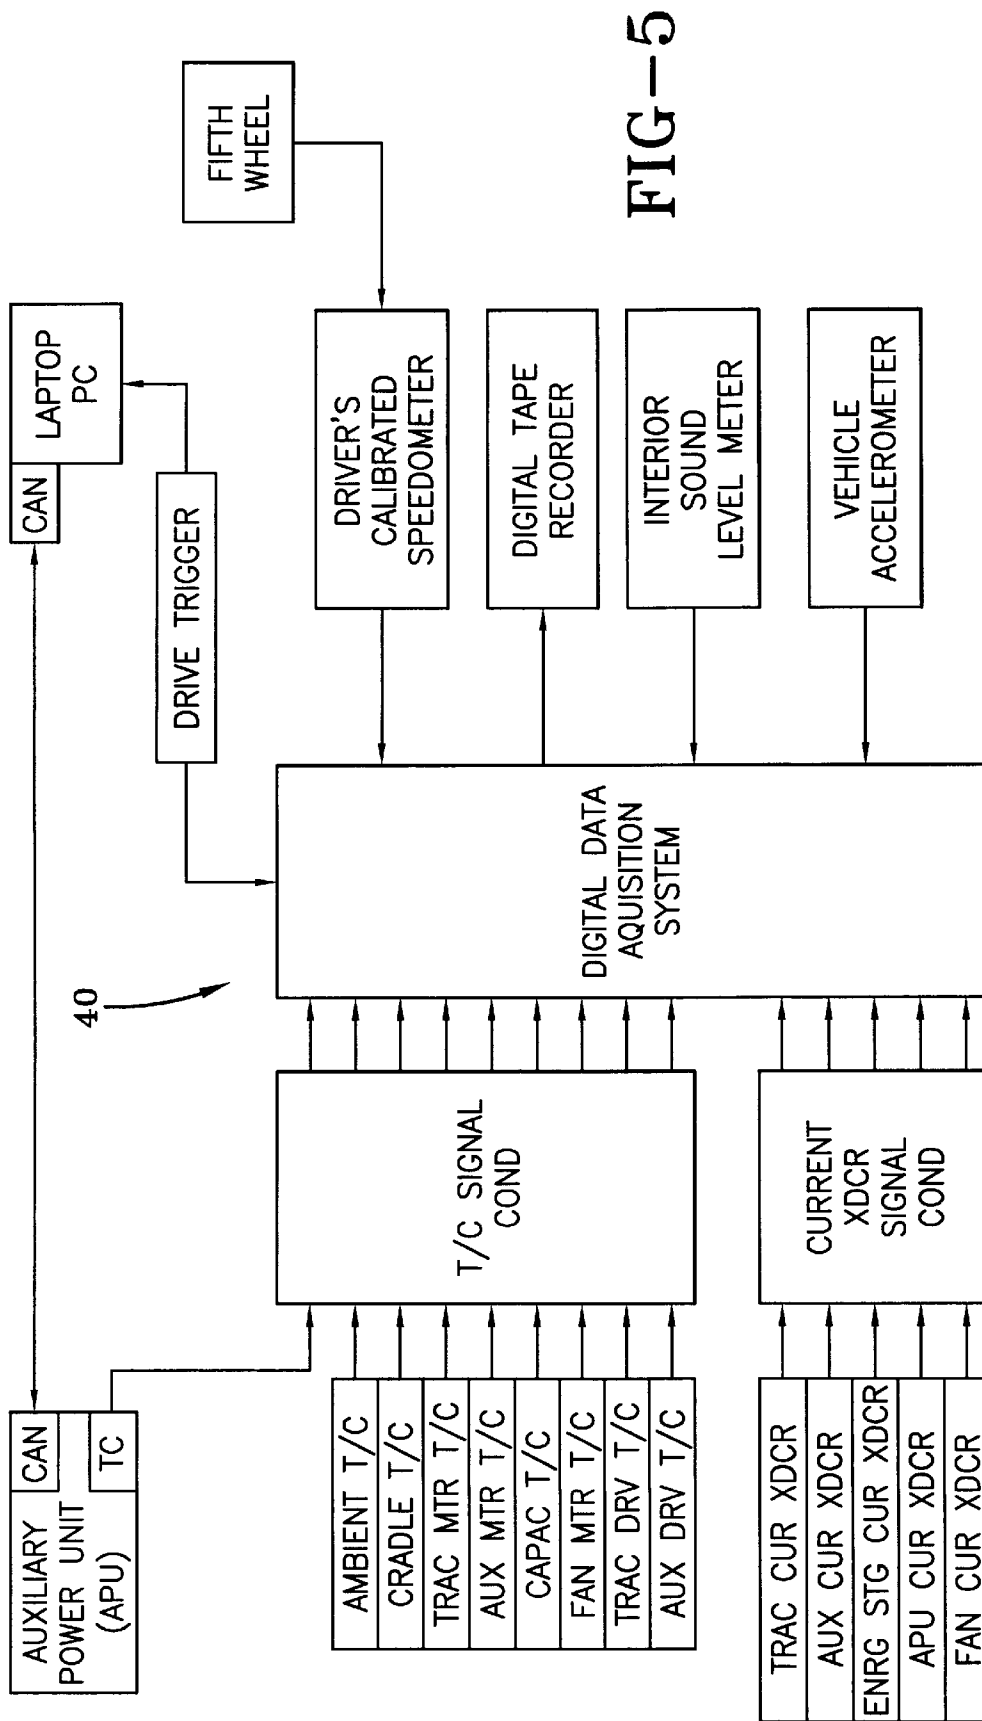 AUXILIARY
POWER UNIT
(APU)
CAN
TC
CAN
LAPTOP
PC
DRIVE TRIGGER
FIFTH
WHEEL
40
AMBIENT T/C
CRADLE T/C
TRAC MTR T/C
AUX MTR T/C
CAPAC T/C
FAN MTR T/C
TRAC DRV T/C
AUX DRV T/C
T/C SIGNAL
COND
DIGITAL DATA
AQUISITION
SYSTEM
DRIVER'S
CALIBRATED
SPEEDOMETER
DIGITAL TAPE
RECORDER
INTERIOR
SOUND
LEVEL METER
VEHICLE
ACCELEROMETER
TRAC CUR XDCR
AUX CUR XDCR
ENRG STG CUR XDCR
APU CUR XDCR
FAN CUR XDCR
CURRENT
XDCR
SIGNAL
COND
FIG-5